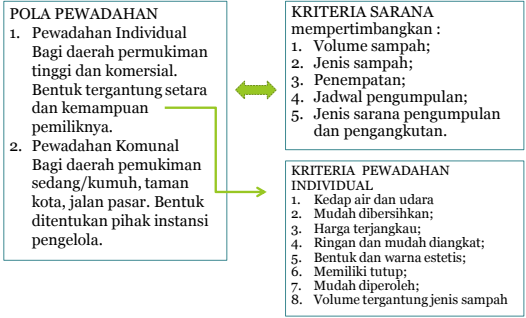 POLA PEWADAHAN
1. Pewadahan Individual
Bagi daerah permukiman
tinggi dan komersial.
Bentuk tergantung setara
dan kemampuan
pemiliknya.
2. Pewadahan Komunal
Bagi daerah pemukiman
sedang/kumuh, taman
kota, jalan pasar. Bentuk
ditentukan pihak instansi
pengelola.
KRITERIA SARANA
mempertimbangkan :
1. Volume sampah;
2. Jenis sampah;
3. Penempatan;
4. Jadwal pengumpulan;
5. Jenis sarana pengumpulan
dan pengangkutan.
KRITERIA PEWADAHAN
INDIVIDUAL
1. Kedap air dan udara
2. Mudah dibersihkan;
3. Harga terjangkau;
4. Ringan dan mudah diangkat;
5. Bentuk dan warna estetis;
6. Memiliki tutup;
7. Mudah diperoleh;
8. Volume tergantung jenis sampah